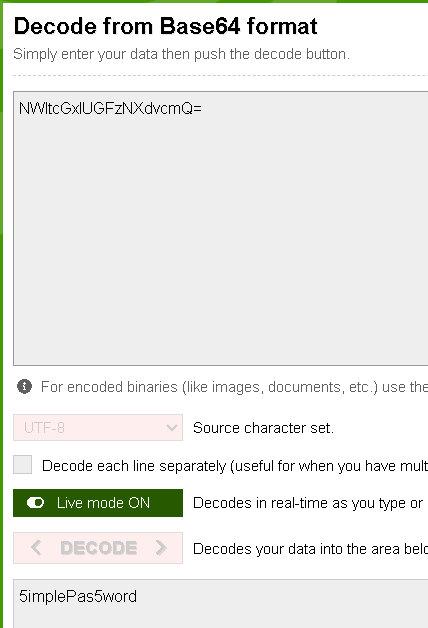 Decode from Base64 format
Simply enter your data then push the decode button.
NWltcGxlUGFzNXdvcmQ=
For encoded binaries (like images, documents, etc.) use the
UTF-8
Source character set.
Decode each line separately (useful for when you have mult
Live mode ON
Decodes in real-time as you type or
< DECODE >
Decodes your data into the area belo
5implePas5word